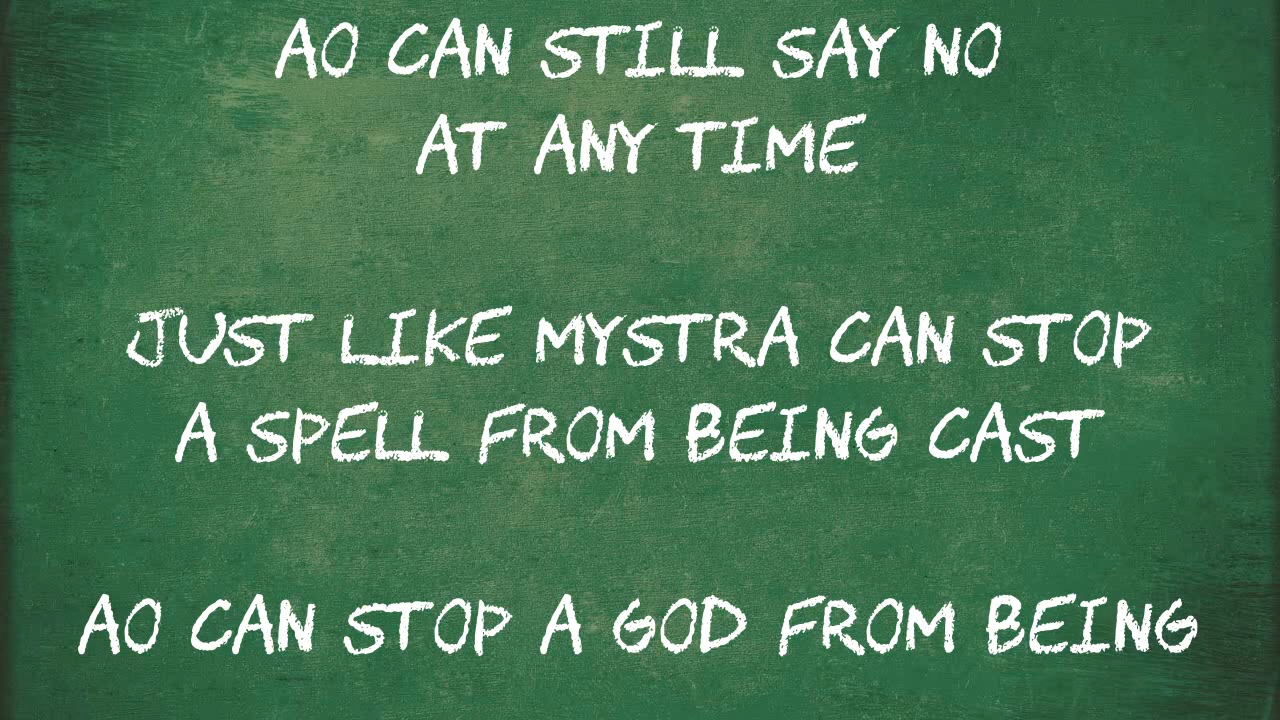 AO CAN STILL SAY NO
AT ANY TIME
JUST LIKE MYSTRA CAN STOP
A SPELL FROM BEING CAST
AO CAN STOP A GOD FROM BEING